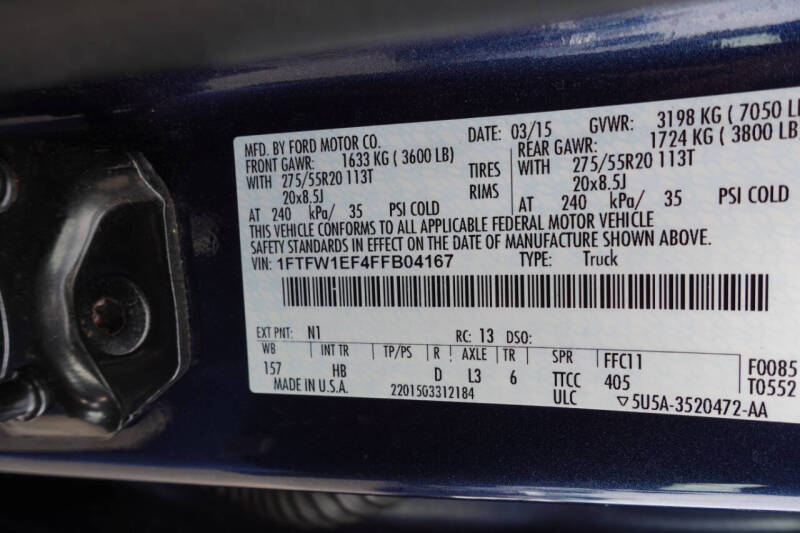 MFD. BY FORD MOTOR CO. DATE: 03/15 GVWR: 3198 KG ( 7050 LB
FRONT GAWR: 1633 KG ( 3600 LB) REAR GAWR: 1724 KG ( 3800 LB)
WITH 275/55R20 113T TIRES WITH 275/55R20 113T
20x8.5J RIMS 20x8.5J
AT 240 kPa/ 35 PSI COLD AT 240 kPa/ 35 PSI COLD
THIS VEHICLE CONFORMS TO ALL APPLICABLE FEDERAL MOTOR VEHICLE
SAFETY STANDARDS IN EFFECT ON THE DATE OF MANUFACTURE SHOWN ABOVE.
VIN: 1FTFW1EF4FFB04167 TYPE: Truck
EXT PNT: N1 RC: 13 DSO:
WB INT TR TP/PS R AXLE TR SPR FFC11 F0085
157 HB D L3 6 TTCC 405 T0552
MADE IN U.S.A. 2201503312184 ULC ▽5U5A-3520472-AA